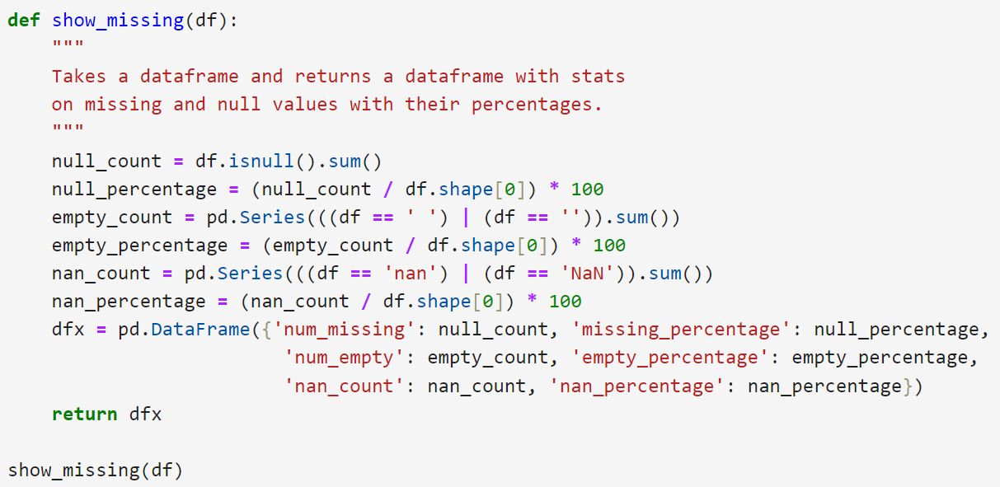 def show_missing(df):
    """
    Takes a dataframe and returns a dataframe with stats
    on missing and null values with their percentages.
    """
    null_count = df.isnull().sum()
    null_percentage = (null_count / df.shape[0]) * 100
    empty_count = pd.Series(((df == ' ') | (df == '')).sum())
    empty_percentage = (empty_count / df.shape[0]) * 100
    nan_count = pd.Series(((df == 'nan') | (df == 'NaN')).sum())
    nan_percentage = (nan_count / df.shape[0]) * 100
    dfx = pd.DataFrame({'num_missing': null_count, 'missing_percentage': null_percentage,
                         'num_empty': empty_count, 'empty_percentage': empty_percentage,
                         'nan_count': nan_count, 'nan_percentage': nan_percentage})
    return dfx

show_missing(df)